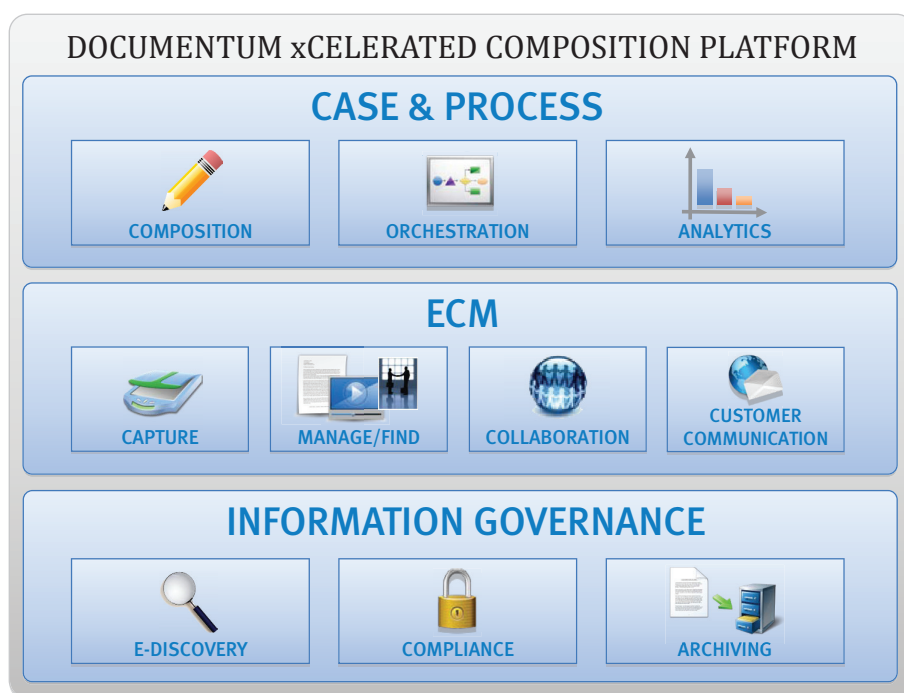 DOCUMENTUM xCELERATED COMPOSITION PLATFORM
CASE & PROCESS
COMPOSITION
ORCHESTRATION
ANALYTICS
ECM
CAPTURE
MANAGE/FIND
COLLABORATION
CUSTOMER
COMMUNICATION
INFORMATION GOVERNANCE
E-DISCOVERY
COMPLIANCE
ARCHIVING